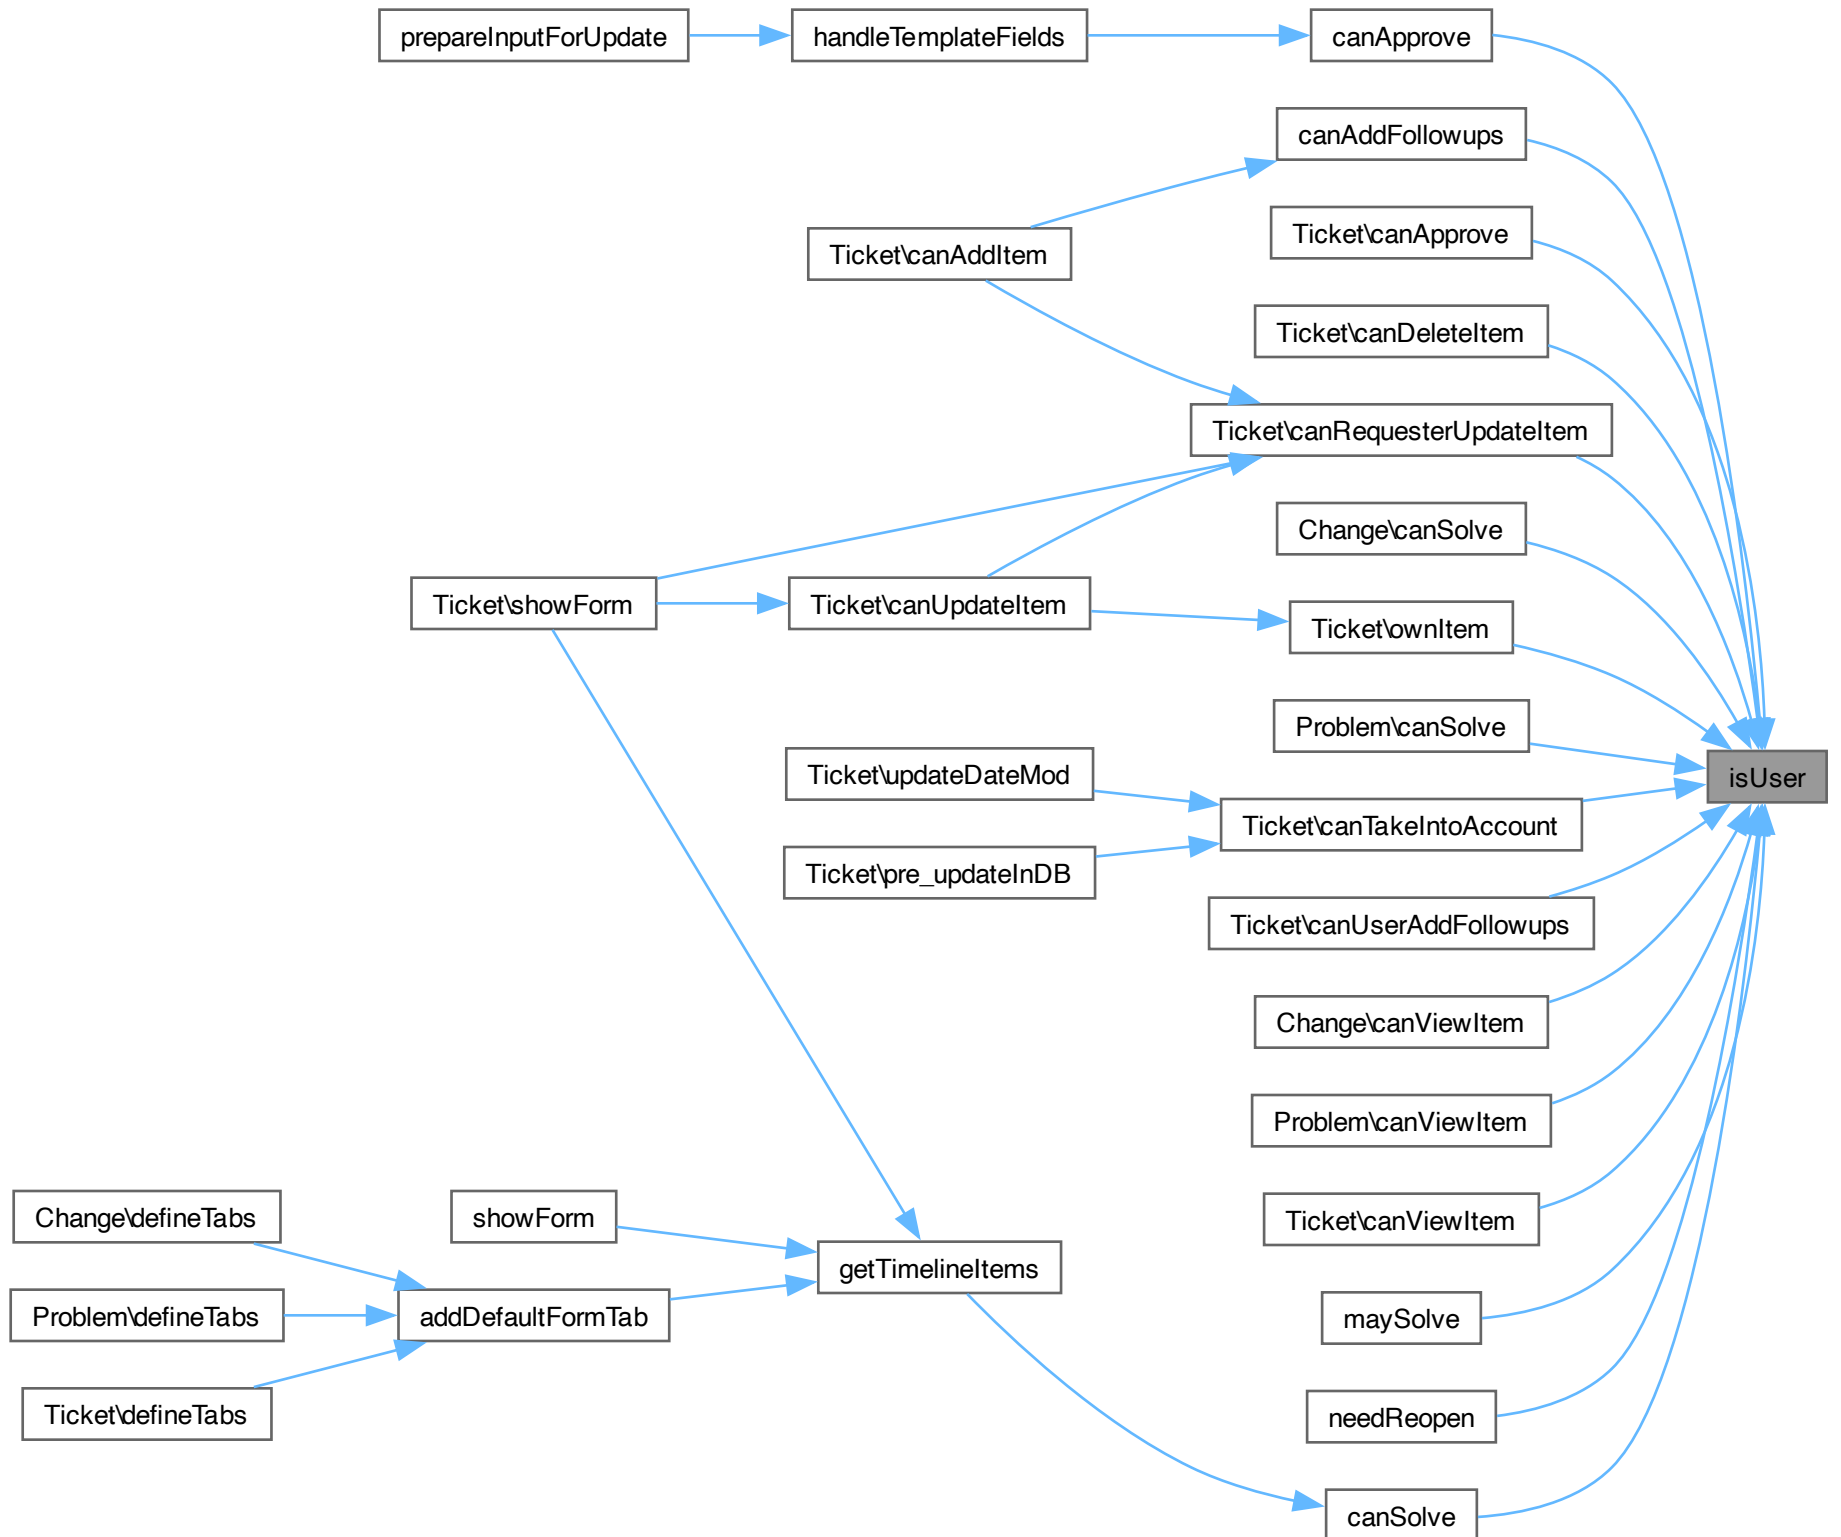 prepareInputForUpdate
handleTemplateFields
canApprove
canAddFollowups
Ticket\canAddItem
Ticket\canApprove
Ticket\canDeleteItem
Ticket\canRequesterUpdateItem
Change\canSolve
Ticket\showForm
Ticket\canUpdateItem
Ticket\ownItem
Problem\canSolve
isUser
Ticket\updateDateMod
Ticket\canTakeIntoAccount
Ticket\pre_updateInDB
Ticket\canUserAddFollowups
Change\canViewItem
Problem\canViewItem
Ticket\canViewItem
Change\defineTabs
showForm
getTimelineItems
Problem\defineTabs
addDefaultFormTab
maySolve
Ticket\defineTabs
needReopen
canSolve